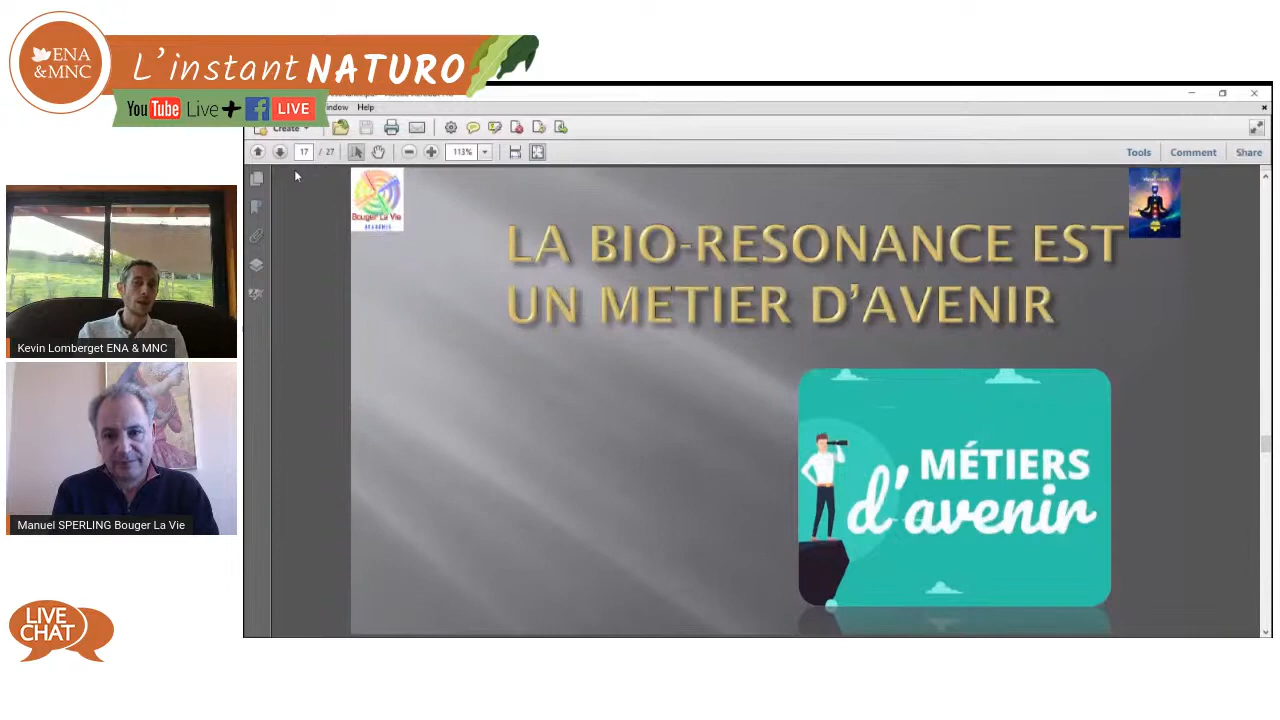 ENA
&MNC
L'instant NATURO
YouTube Live + f LIVE
Window Help
Create
17 / 27
113%
Tools Comment Share
Bouger La Vie
ACADEMIE
LA BIO-RESONANCE EST
UN METIER D'AVENIR
MÉTIERS
d'avenir
Kevin Lomberget ENA & MNC
Manuel SPERLING Bouger La Vie
LIVE
CHAT